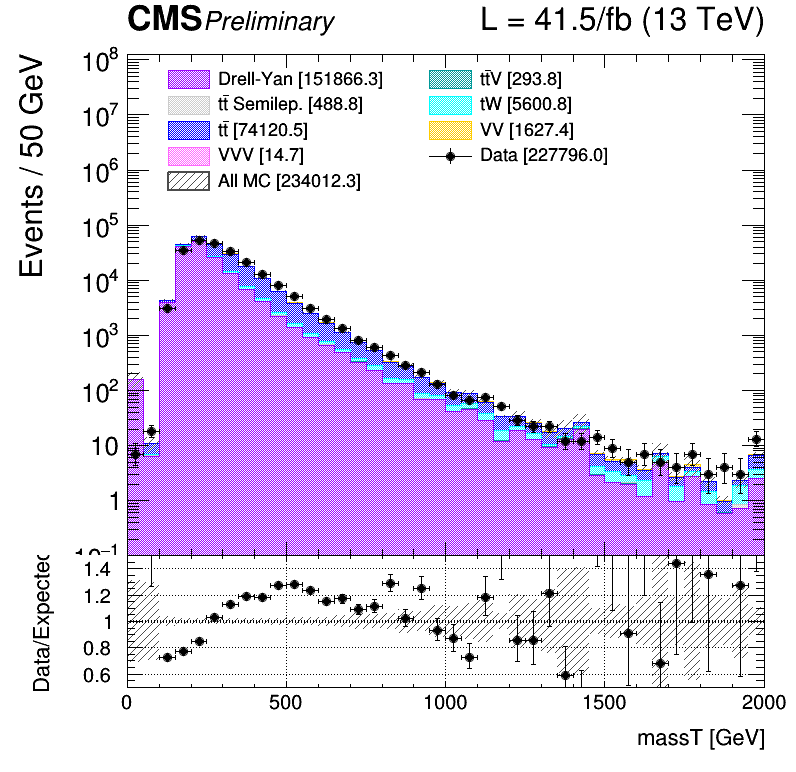 CMS Preliminary L = 41.5/fb (13 TeV)
Events / 50 GeV
10⁸
10⁷
10⁶
10⁵
10⁴
10³
10²
10
1
10⁻¹
Drell-Yan [151866.3]
tt̄ Semilep. [488.8]
tt̄ [74120.5]
VVV [14.7]
All MC [234012.3]
tt̄V [293.8]
tW [5600.8]
VV [1627.4]
Data [227796.0]
Data/Expected
1.4
1.2
1
0.8
0.6
0 500 1000 1500 2000
massT [GeV]